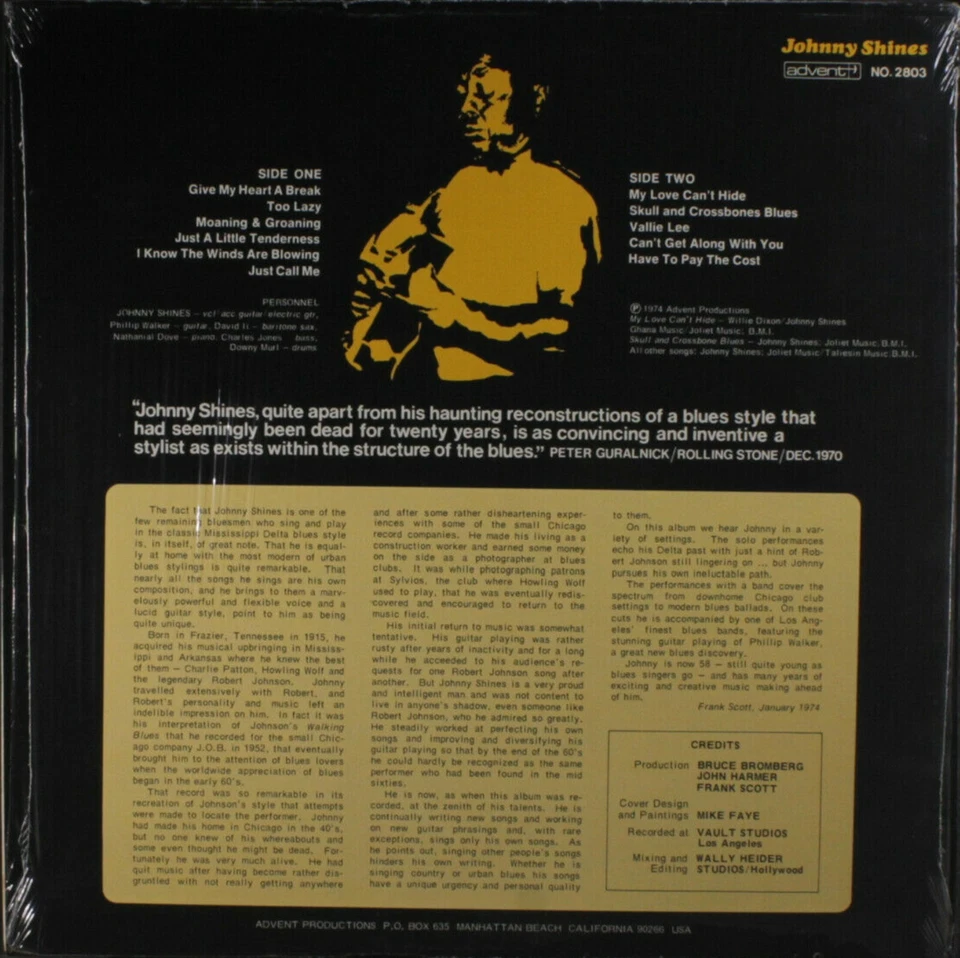 Johnny Shines
advent NO. 2803
SIDE ONE
Give My Heart A Break
Too Lazy
Moaning & Groaning
Just A Little Tenderness
I Know The Winds Are Blowing
Just Call Me
PERSONNEL
JOHNNY SHINES – vcl/acc guitar/electric gtr,
Phillip Walker – guitar, David Ii – baritone sax,
Nathanial Dove – piano, Charles Jones bass,
Downy Murl – drums
SIDE TWO
My Love Can't Hide
Skull and Crossbones Blues
Vallie Lee
Can't Get Along With You
Have To Pay The Cost
Ⓟ 1974 Advent Productions
My Love Can't Hide – Willie Dixon/Johnny Shines
Ghana Music/Joliet Music; B.M.I.
Skull and Crossbone Blues – Johnny Shines; Joliet Music; B.M.I.
All other songs: Johnny Shines; Joliet Music/Taliesin Music B.M.I.
“Johnny Shines, quite apart from his haunting reconstructions of a blues style that
had seemingly been dead for twenty years, is as convincing and inventive a
stylist as exists within the structure of the blues.” PETER GURALNICK/ROLLING STONE/DEC. 1970
The fact that Johnny Shines is one of the
few remaining bluesmen who sing and play
in the classic Mississippi Delta blues style
is, in itself, of great note. That he is equal-
ly at home with the most modern of urban
blues stylings is quite remarkable. That
nearly all the songs he sings are his own
composition, and he brings to them a marv-
elously powerful and flexible voice and a
lucid guitar style, point to him as being
quite unique.
Born in Frazier, Tennessee in 1915, he
acquired his musical upbringing in Mississ-
ippi and Arkansas where he knew the best
of them – Charlie Patton, Howling Wolf and
the legendary Robert Johnson. Johnny
travelled extensively with Robert, and
Robert's personality and music left an
indelible impression on him. In fact it was
his interpretation of Johnson's Walking
Blues that he recorded for the small Chic-
ago company J.O.B. in 1952, that eventually
brought him to the attention of blues lovers
when the worldwide appreciation of blues
began in the early 60's.
That record was so remarkable in its
recreation of Johnson's style that attempts
were made to locate the performer. Johnny
had made his home in Chicago in the 40's,
but no one knew of his whereabouts and
some even thought he might be dead. For-
tunately he was very much alive. He had
quit music after having become rather dis-
gruntled with not really getting anywhere
and after some rather disheartening exper-
iences with some of the small Chicago
record companies. He made his living as a
construction worker and earned some money
on the side as a photographer at blues
clubs. It was while photographing patrons
at Sylvios, the club where Howling Wolf
used to play, that he was eventually redis-
covered and encouraged to return to the
music field.
His initial return to music was somewhat
tentative. His guitar playing was rather
rusty after years of inactivity and for a long
while he acceeded to his audience's re-
quests for one Robert Johnson song after
another. But Johnny Shines is a very proud
and intelligent man and was not content to
live in anyone's shadow, even someone like
Robert Johnson, who he admired so greatly.
He steadily worked at perfecting his own
songs and improving and diversifying his
guitar playing so that by the end of the 60's
he could hardly be recognized as the same
performer who had been found in the mid
sixties.
He is now, as when this album was re-
corded, at the zenith of his talents. He is
continually writing new songs and working
on new guitar phrasings and, with rare
exceptions, sings only his own songs. As
he points out, singing other people's songs
hinders his own writing. Whether he is
singing country or urban blues his songs
have a unique urgency and personal quality
to them.
On this album we hear Johnny in a var-
iety of settings. The solo performances
echo his Delta past with just a hint of Rob-
ert Johnson still lingering on ... but Johnny
pursues his own ineluctable path.
The performances with a band cover the
spectrum from downhome Chicago club
settings to modern blues ballads. On these
cuts he is accompanied by one of Los Ang-
eles' finest blues bands, featuring the
stunning guitar playing of Phillip Walker,
a great new blues discovery.
Johnny is now 58 – still quite young as
blues singers go – and has many years of
exciting and creative music making ahead
of him.
Frank Scott, January 1974
CREDITS
Production BRUCE BROMBERG
JOHN HARMER
FRANK SCOTT
Cover Design
and Paintings MIKE FAYE
Recorded at VAULT STUDIOS
Los Angeles
Mixing and WALLY HEIDER
Editing STUDIOS/Hollywood
ADVENT PRODUCTIONS P.O. BOX 635 MANHATTAN BEACH CALIFORNIA 90266 USA